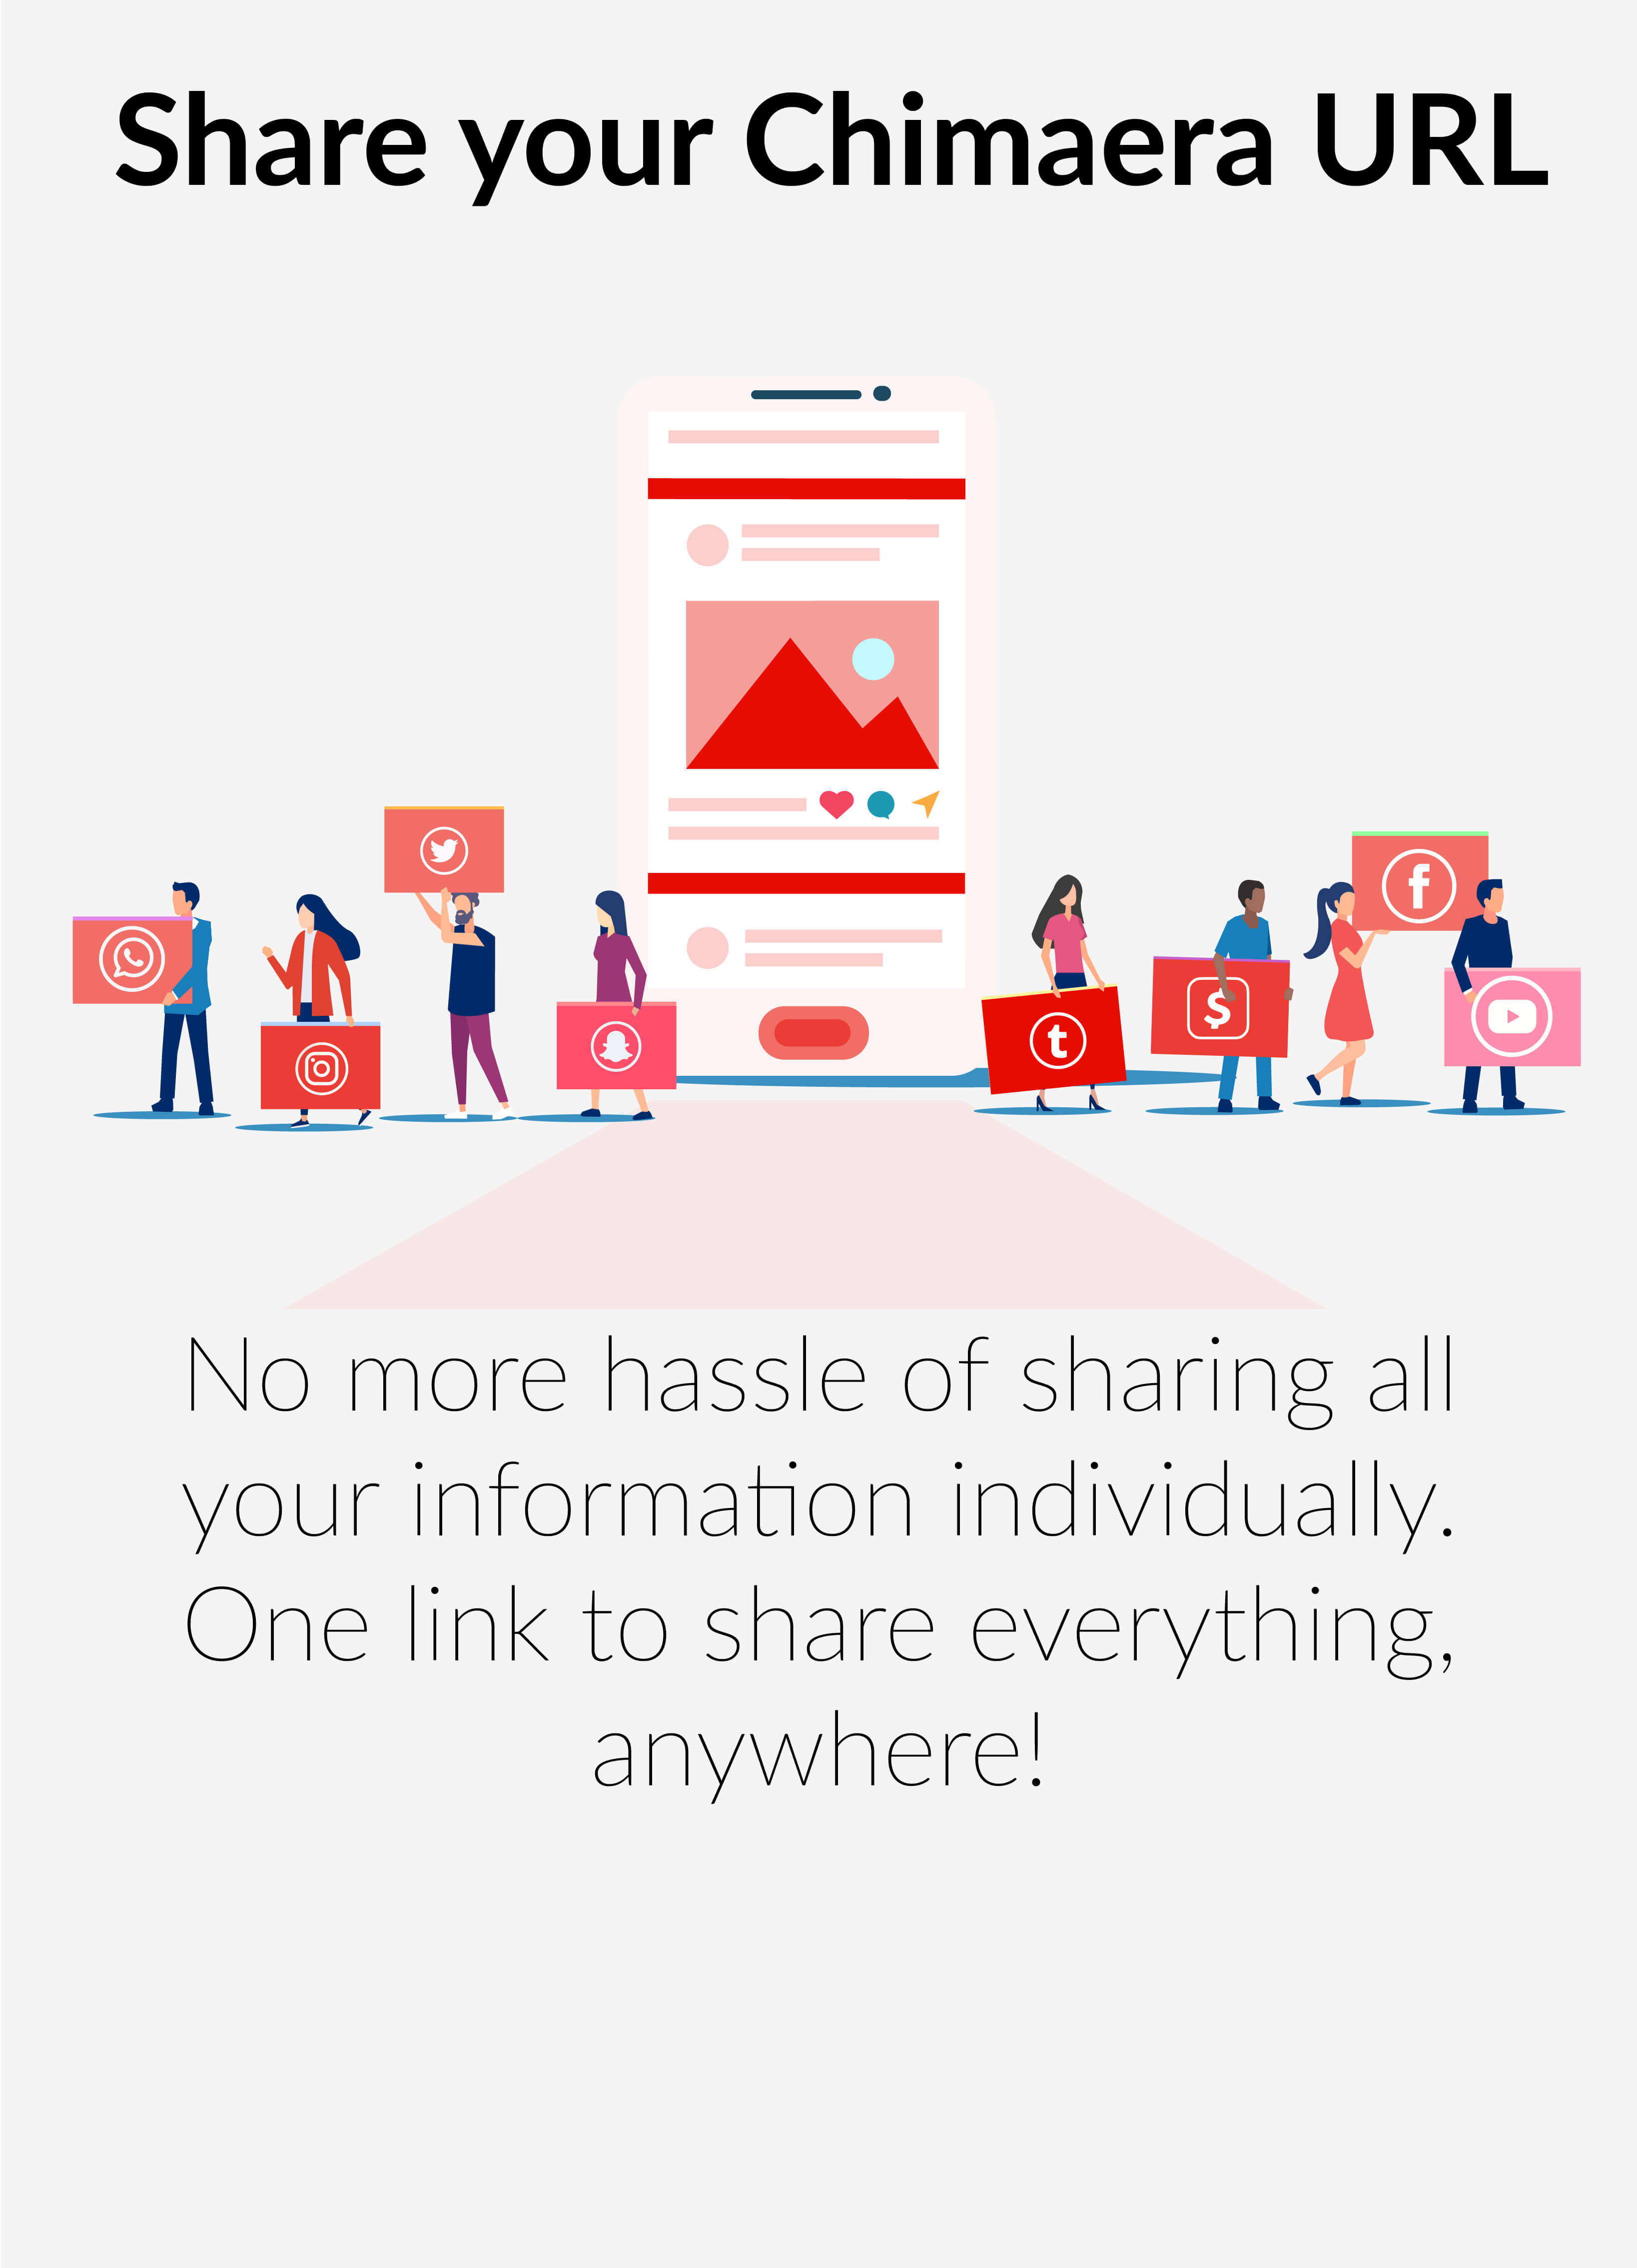 Share your Chimaera URL
f
t
$
No more hassle of sharing all
your information individually.
One link to share everything,
anywhere!